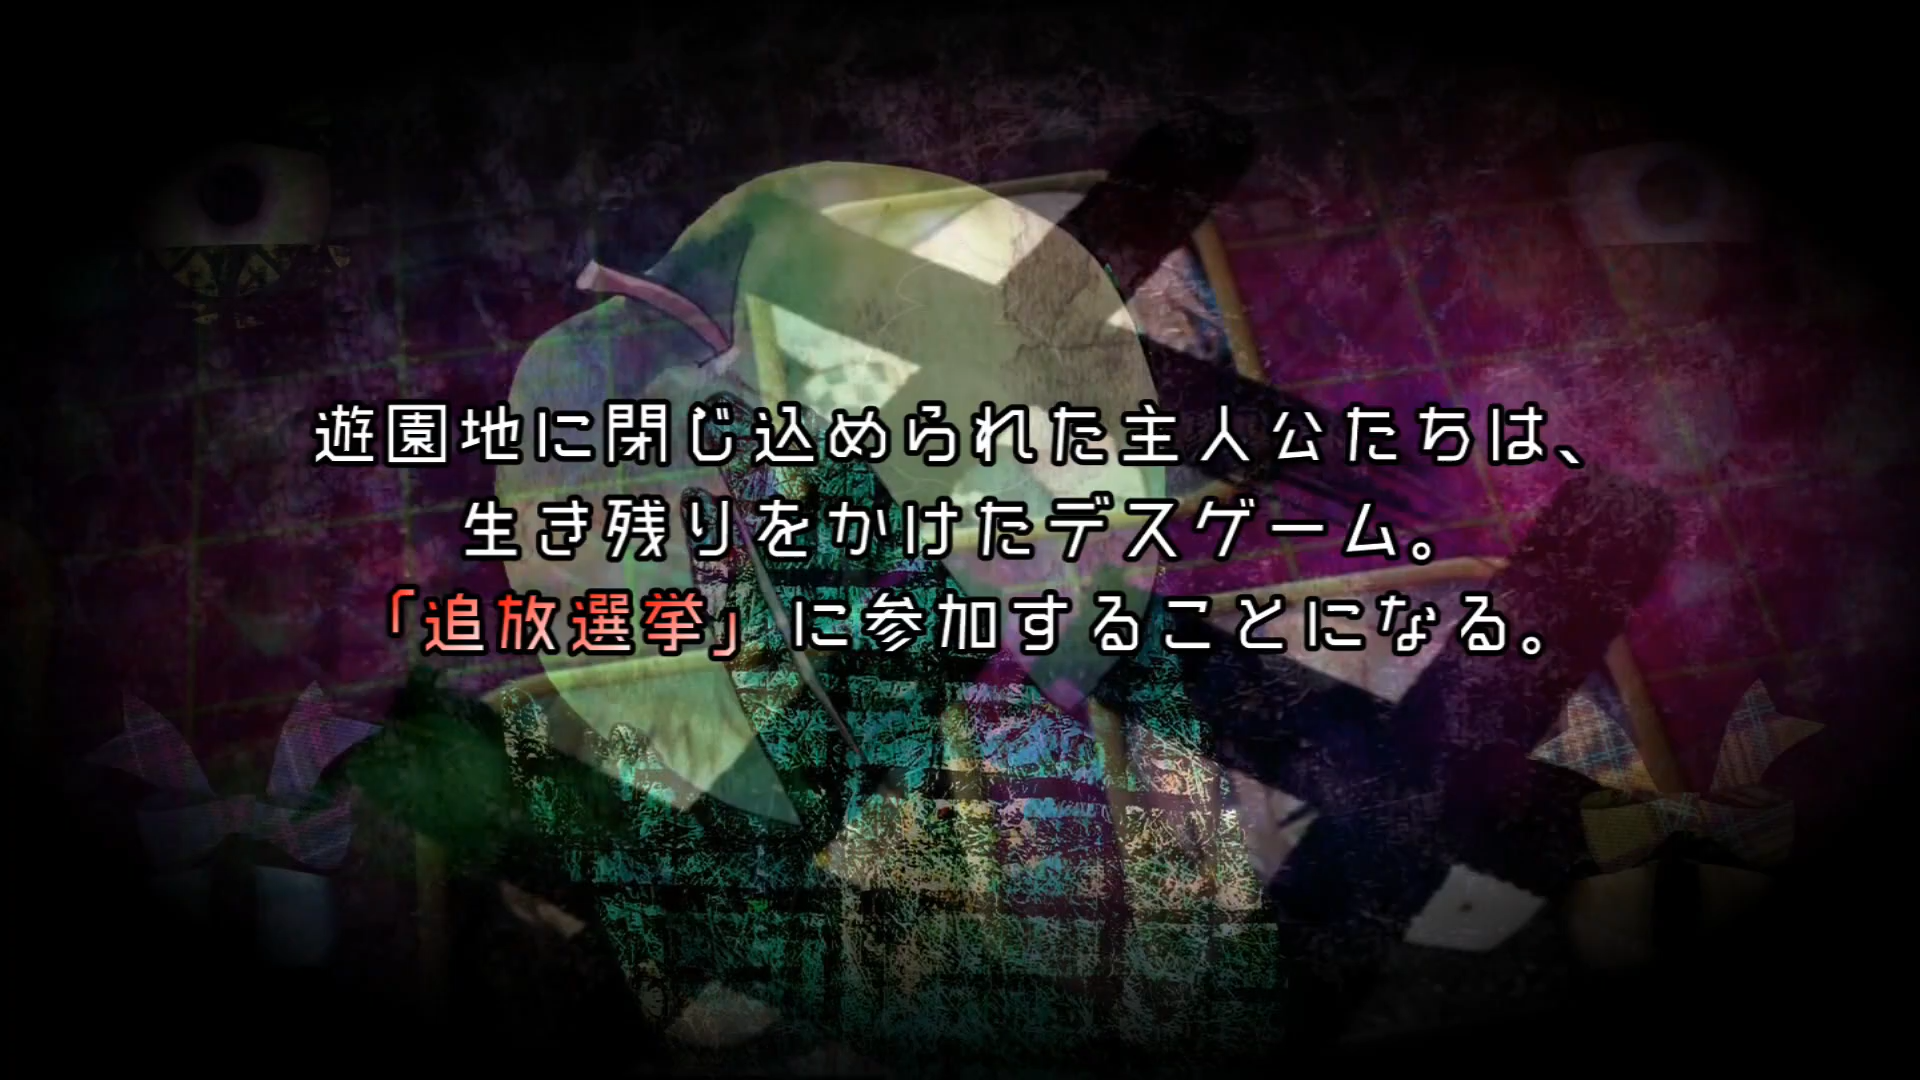 遊園地に閉じ込められた主人公たちは、
生き残りをかけたデスゲーム。
「追放選挙」に参加することになる。